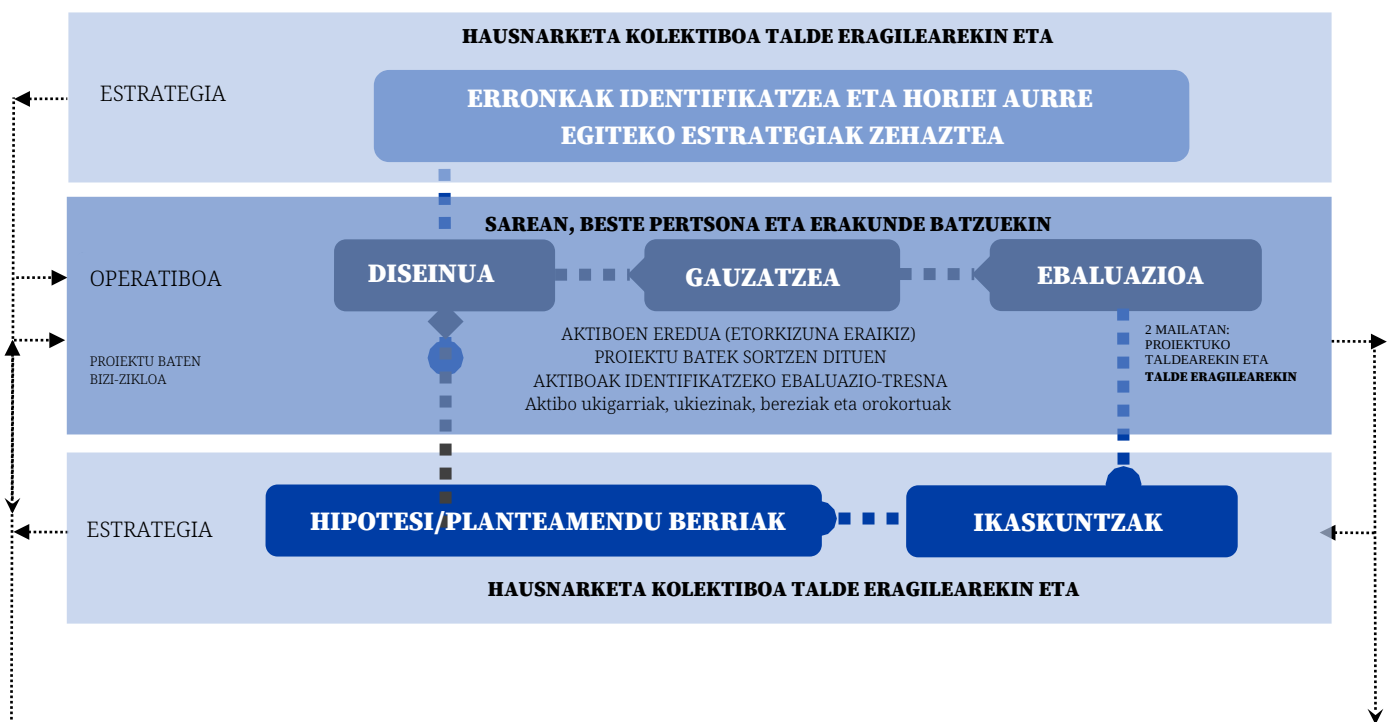 HAUSNARKETA KOLEKTIBOA TALDE ERAGILEAREKIN ETA
ESTRATEGIA
ERRONKAK IDENTIFIKATZEA ETA HORIEI AURRE
EGITEKO ESTRATEGIAK ZEHAZTEA
SAREAN, BESTE PERTSONA ETA ERAKUNDE BATZUEKIN
OPERATIBOA
DISEINUA
GAUZATZEA
EBALUAZIOA
PROIEKTU BATEN
BIZI-ZIKLOA
AKTIBOEN EREDUA (ETORKIZUNA ERAIKIZ)
PROIEKTU BATEK SORTZEN DITUEN
AKTIBOAK IDENTIFIKATZEKO EBALUAZIO-TRESNA
Aktibo ukigarriak, ukiezinak, bereziak eta orokortuak
2 MAILATAN:
PROIEKTUKO
TALDEAREKIN ETA
TALDE ERAGILEAREKIN
ESTRATEGIA
HIPOTESI/PLANTEAMENDU BERRIAK
IKASKUNTZAK
HAUSNARKETA KOLEKTIBOA TALDE ERAGILEAREKIN ETA